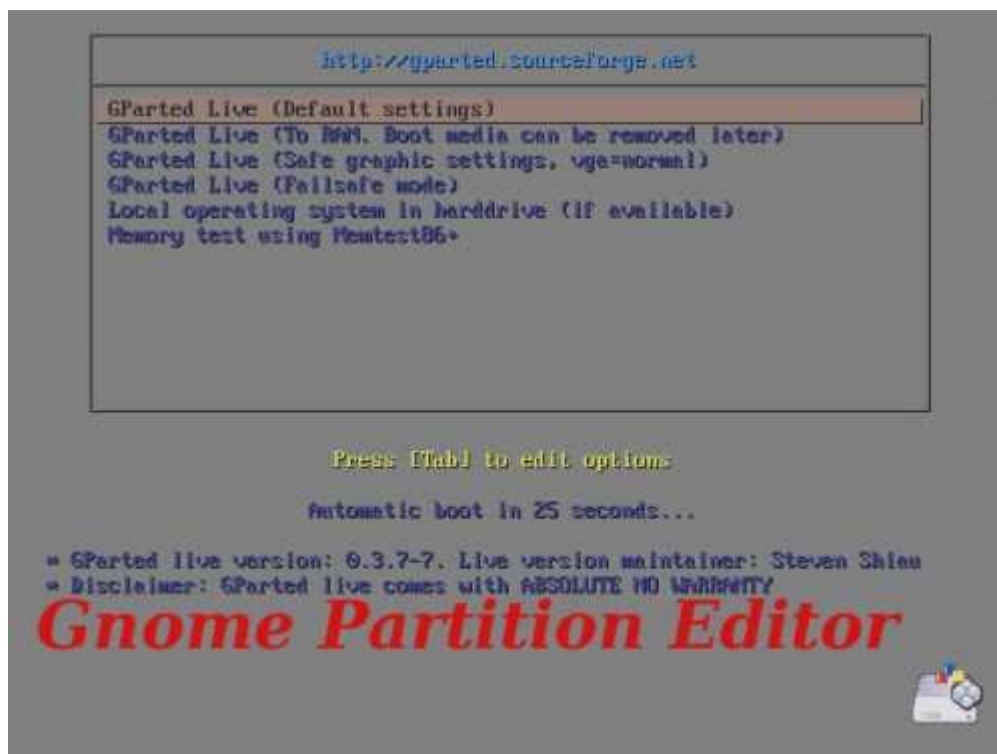 http://gparted.sourceforge.net
GParted Live (Default settings)
GParted Live (To RAM. Boot media can be removed later)
GParted Live (Safe graphic settings, vga=normal)
GParted Live (Failsafe mode)
Local operating system in harddrive (if available)
Memory test using Memtest86+
Press [Tab] to edit options
Automatic boot in 25 seconds...
* GParted live version: 0.3.7-7. Live version maintainer: Steven Shiau
* Disclaimer: GParted live comes with ABSOLUTE NO WARRANTY
Gnome Partition Editor